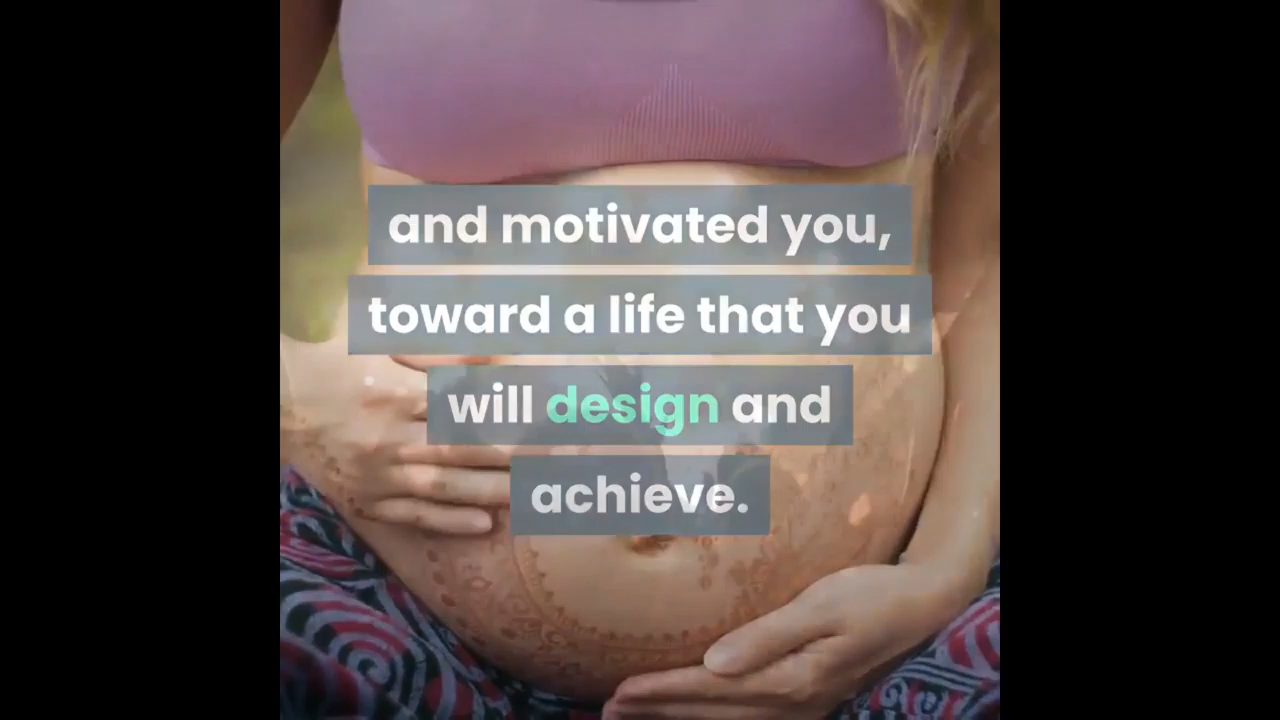 and motivated you,
toward a life that you
will design and
achieve.